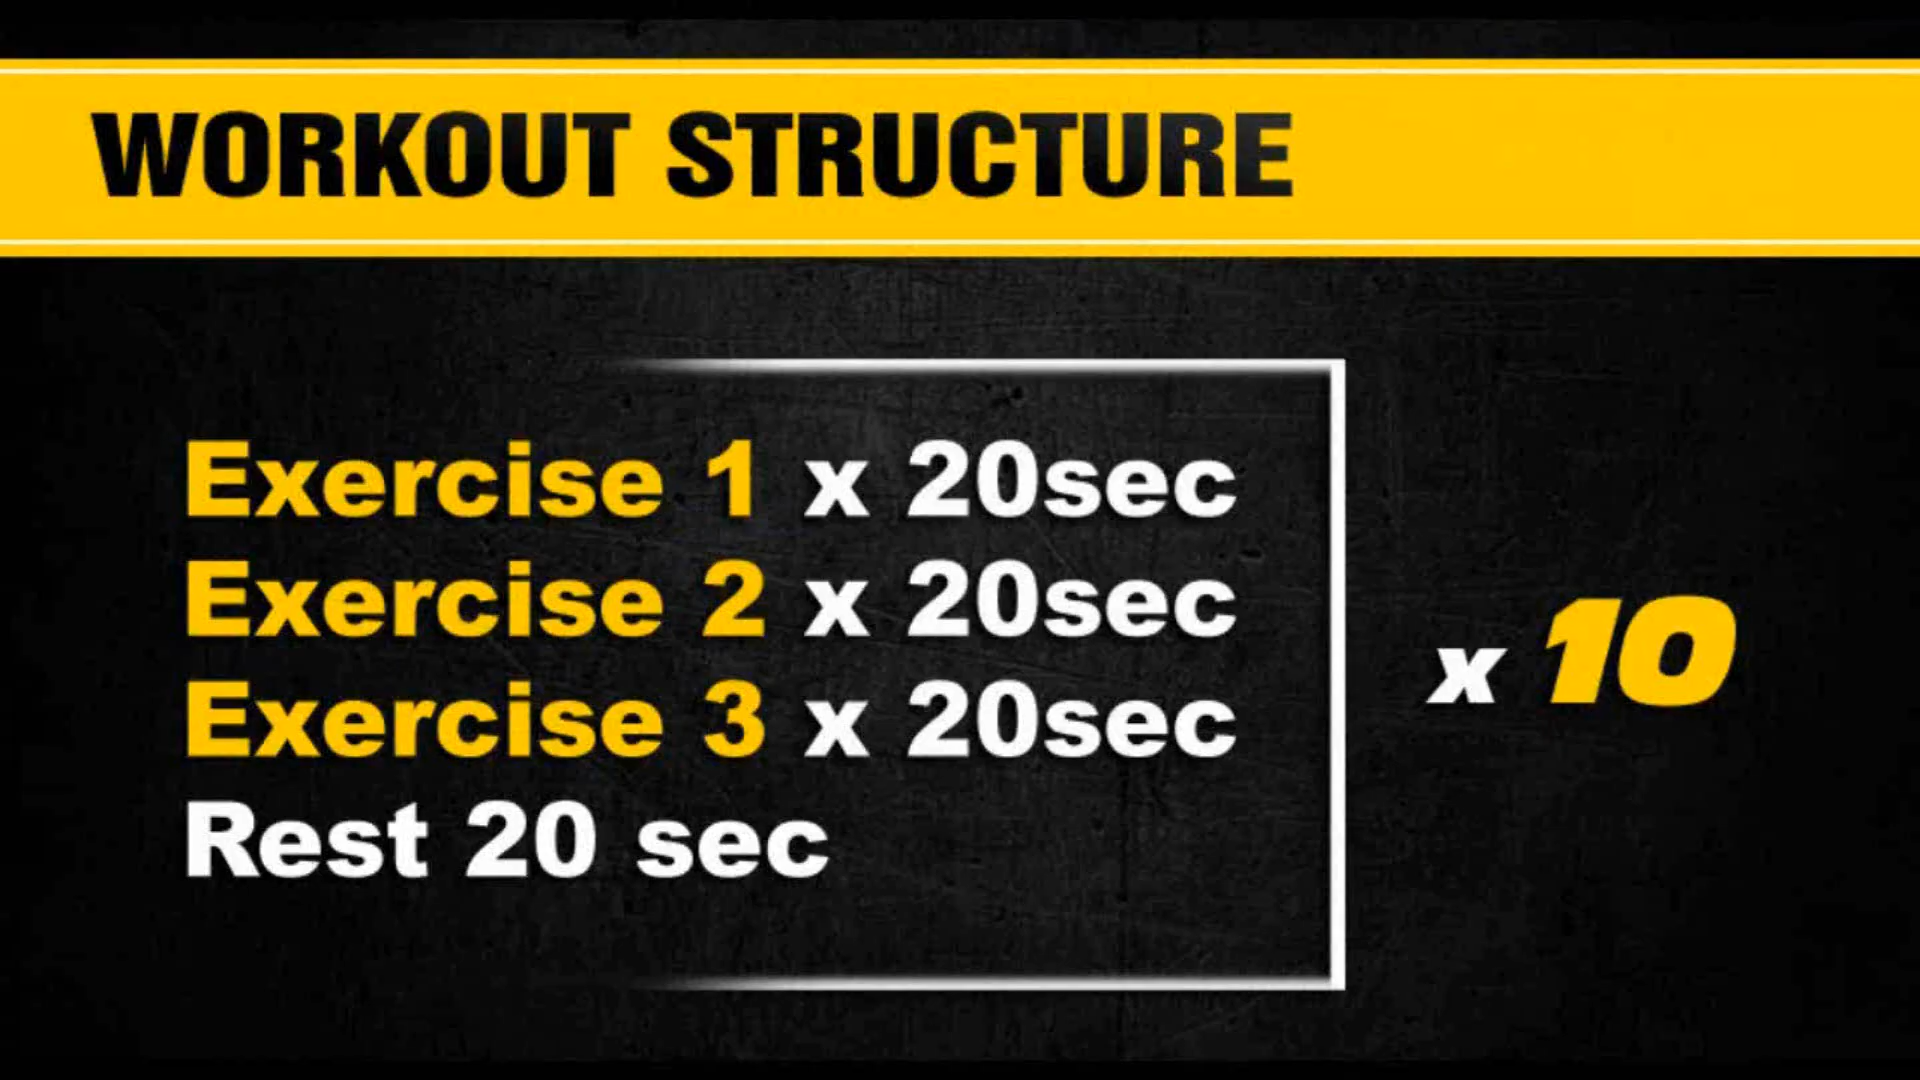 WORKOUT STRUCTURE
Exercise 1 x 20sec
Exercise 2 x 20sec
Exercise 3 x 20sec
Rest 20 sec
x 10